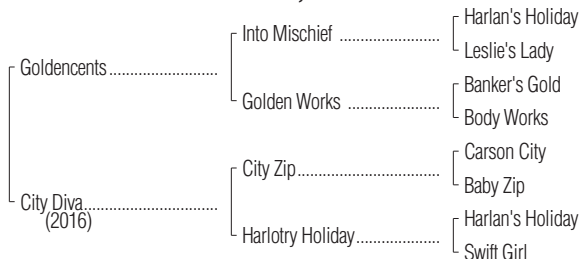 Harlan's Holiday
Into Mischief ....................
Leslie's Lady
Goldencents......................
Banker's Gold
Golden Works ..................
Body Works
Carson City
City Zip...........................
Baby Zip
City Diva...........................
(2016)
Harlan's Holiday
Harlotry Holiday................
Swift Girl